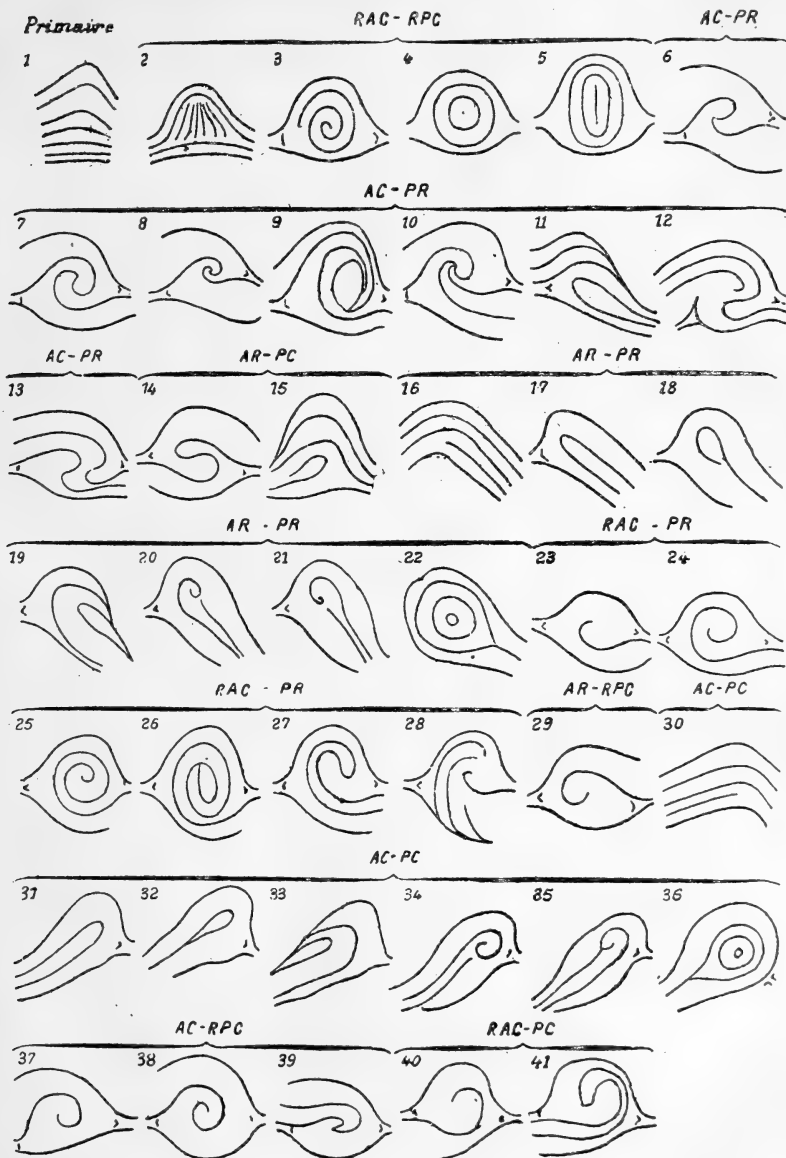 Primaire RAC-RPC AC-PR
1 2 3 4 5 6
AC-PR
7 8 9 10 11 12
AC-PR AR-PC AR-PR
13 14 15 16 17 18
AR-PR RAC-PR
19 20 21 22 23 24
RAC-PR AR-RPC AC-PC
25 26 27 28 29 30
AC-PC
31 32 33 34 35 36
AC-RPC RAC-PC
37 38 39 40 41